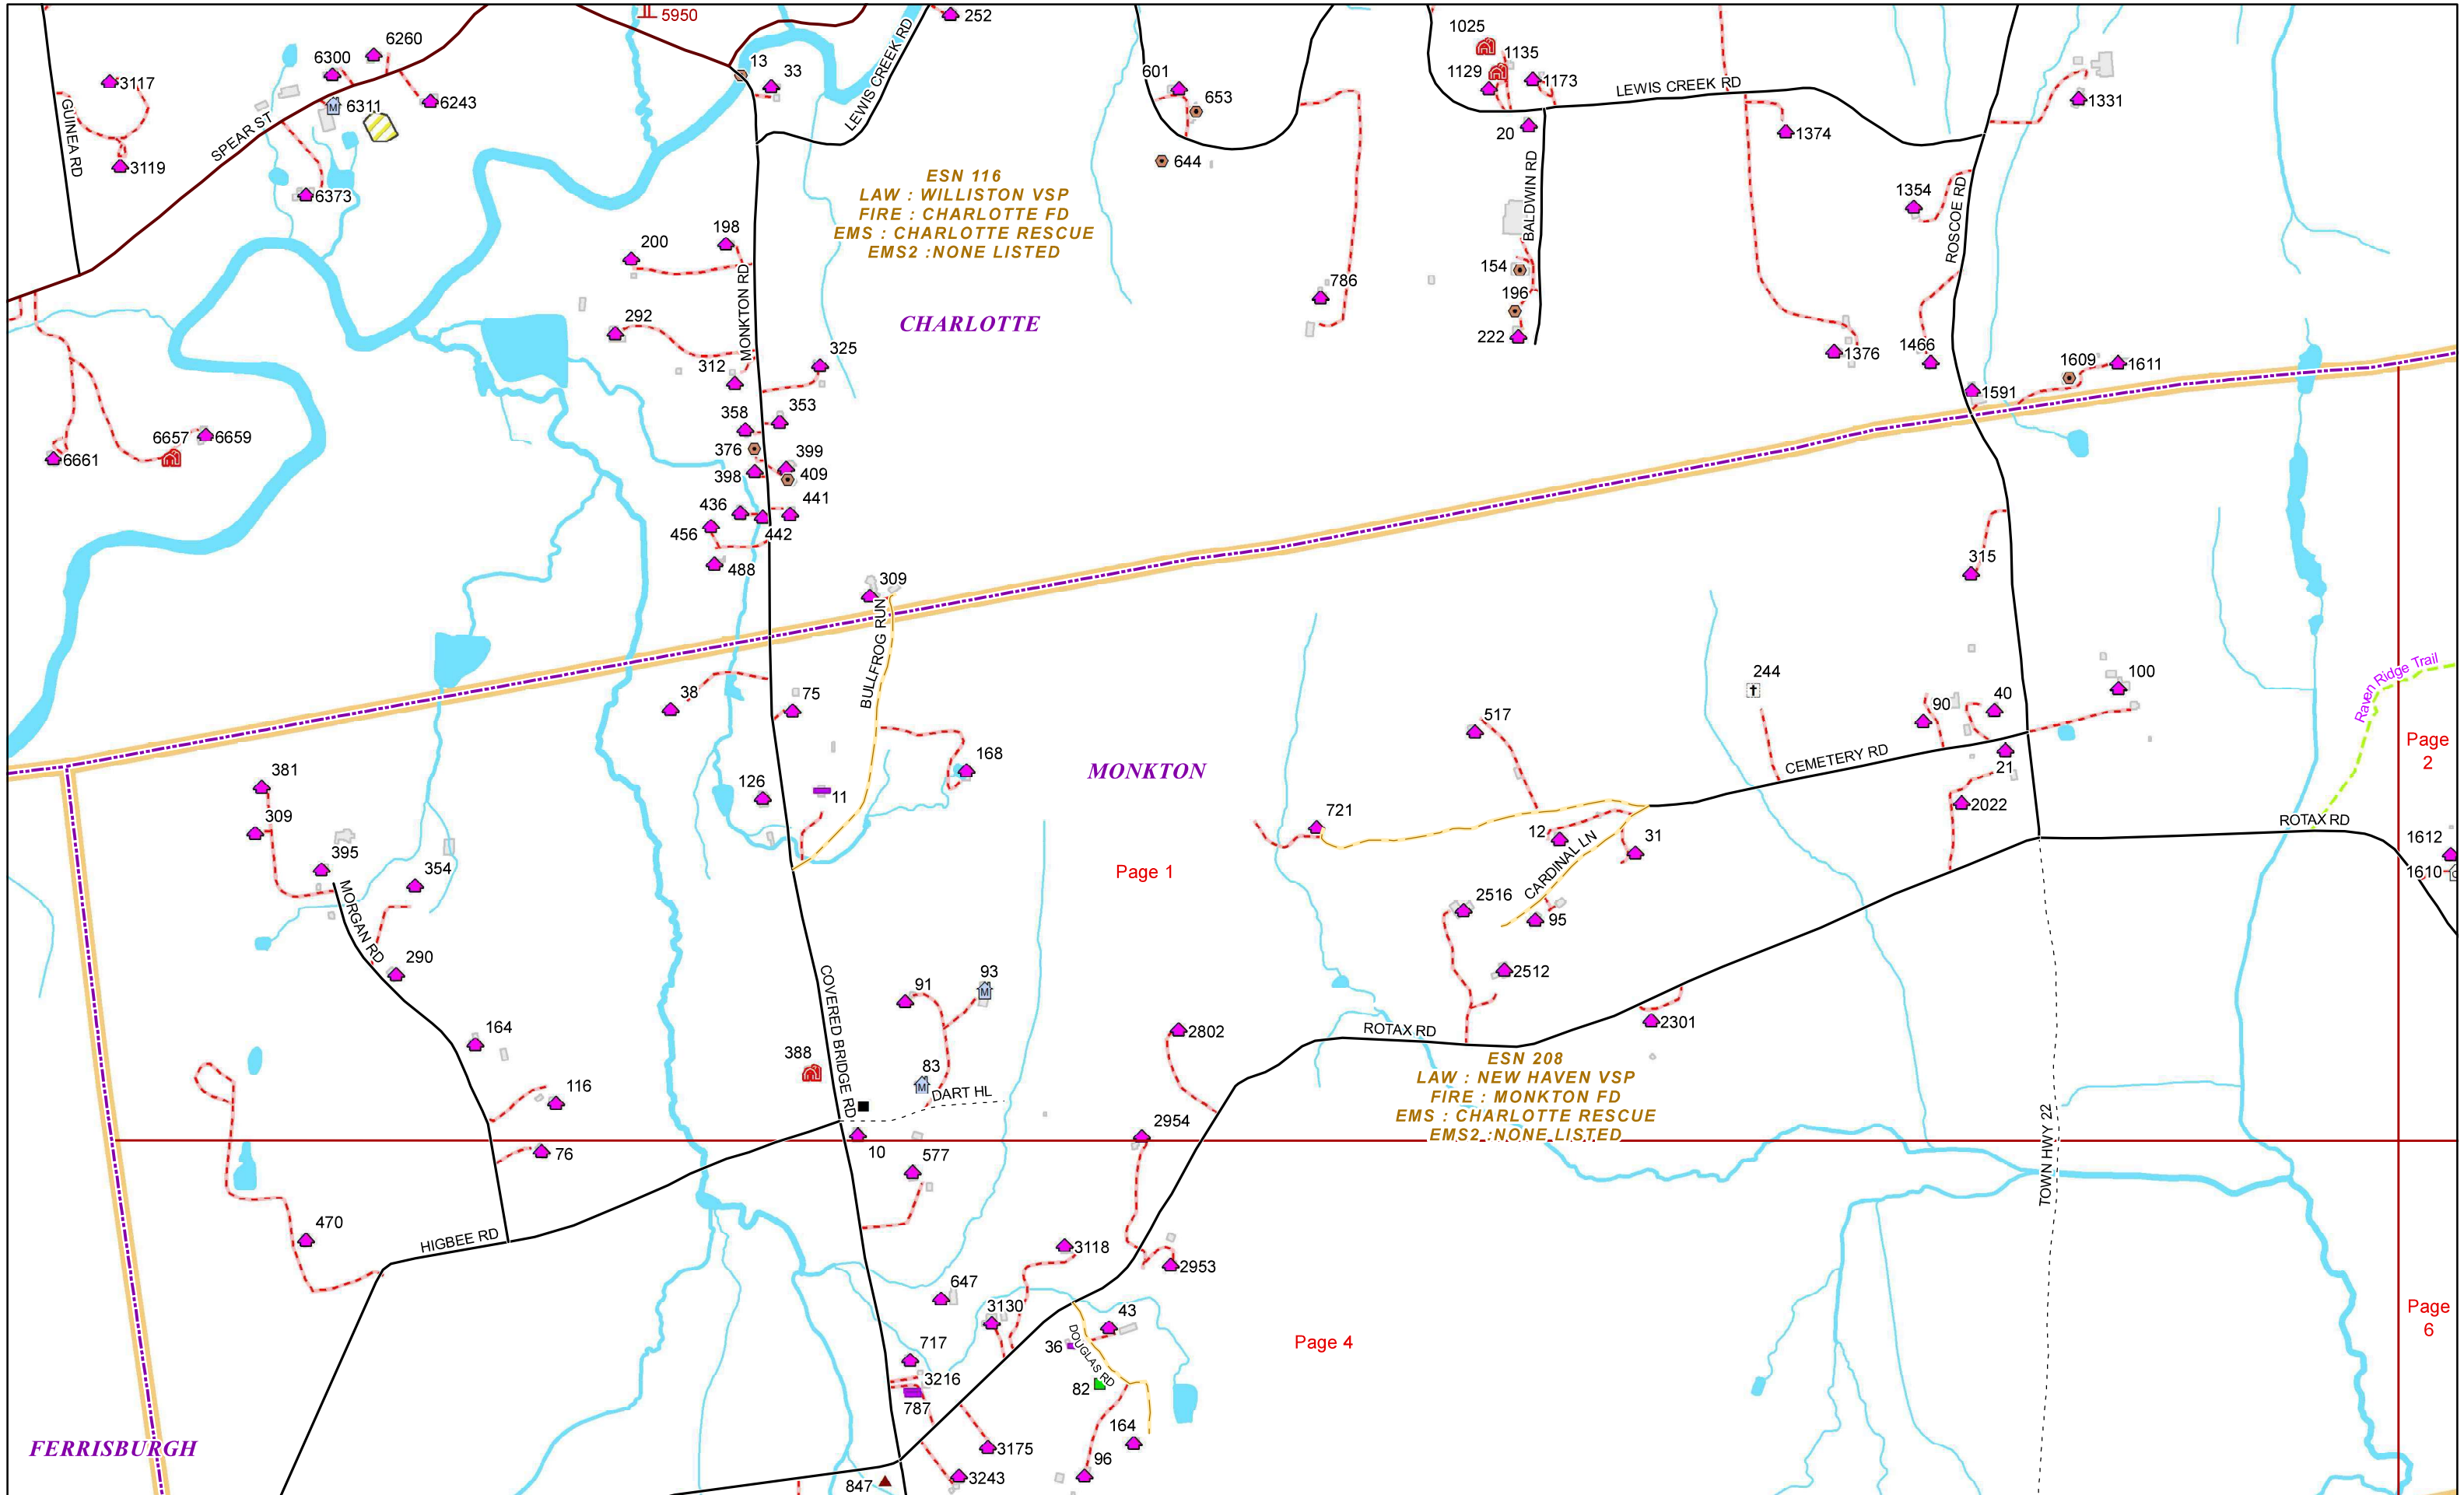 5950
252
6260
6300
3117
6311
6243
GUINEA RD
SPEAR ST
3119
6373
13
33
LEWIS CREEK RD
601
653
644
1025
1135
1129
1173
LEWIS CREEK RD
20
1374
1331
BALDWIN RD
1354
ROSCOE RD
ESN 116
LAW : WILLISTON VSP
FIRE : CHARLOTTE FD
EMS : CHARLOTTE RESCUE
EMS2 :NONE LISTED
198
200
MONKTON RD
292
312
325
CHARLOTTE
786
154
196
222
1376
1466
1609
1611
1591
358
353
376
399
398
409
436
441
456
442
488
6657
6659
6661
309
BULLFROG RUN
315
38
75
168
126
11
MONKTON
517
244
90
40
100
CEMETERY RD
21
2022
Raven Ridge Trail
Page
2
ROTAX RD
1612
1610
381
309
395
354
MORGAN RD
290
164
116
76
721
12
31
CARDINAL LN
Page 1
2516
95
2512
2301
COVERED BRIDGE RD
91
93
388
83
DART HL
2802
ROTAX RD
ESN 208
LAW : NEW HAVEN VSP
FIRE : MONKTON FD
EMS : CHARLOTTE RESCUE
EMS2 :NONE LISTED
2954
10
577
TOWN HWY 22
470
HIGBEE RD
3118
2953
647
3130
43
36
DOUGLAS RD
82
717
3216
787
Page 4
Page
6
164
96
3175
3243
847
FERRISBURGH